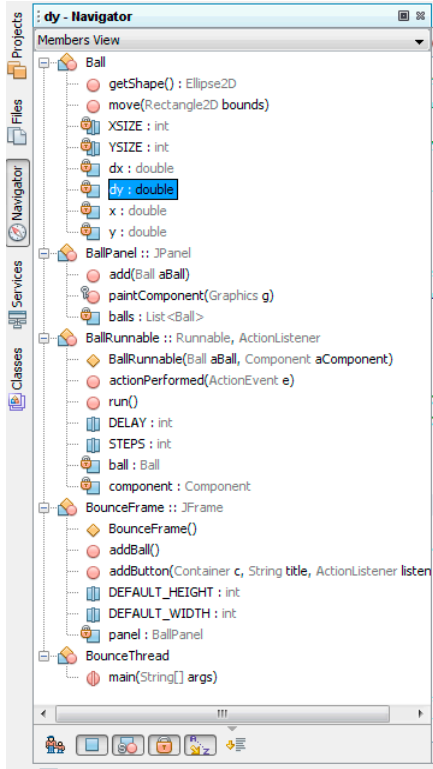 dy - Navigator
Members View
Ball
getShape() : Ellipse2D
move(Rectangle2D bounds)
XSIZE : int
YSIZE : int
dx : double
dy : double
x : double
y : double
BallPanel :: JPanel
add(Ball aBall)
paintComponent(Graphics g)
balls : List<Ball>
BallRunnable :: Runnable, ActionListener
BallRunnable(Ball aBall, Component aComponent)
actionPerformed(ActionEvent e)
run()
DELAY : int
STEPS : int
ball : Ball
component : Component
BounceFrame :: JFrame
BounceFrame()
addBall()
addButton(Container c, String title, ActionListener listen
DEFAULT_HEIGHT : int
DEFAULT_WIDTH : int
panel : BallPanel
BounceThread
main(String[] args)
Projects
Files
Navigator
Services
Classes